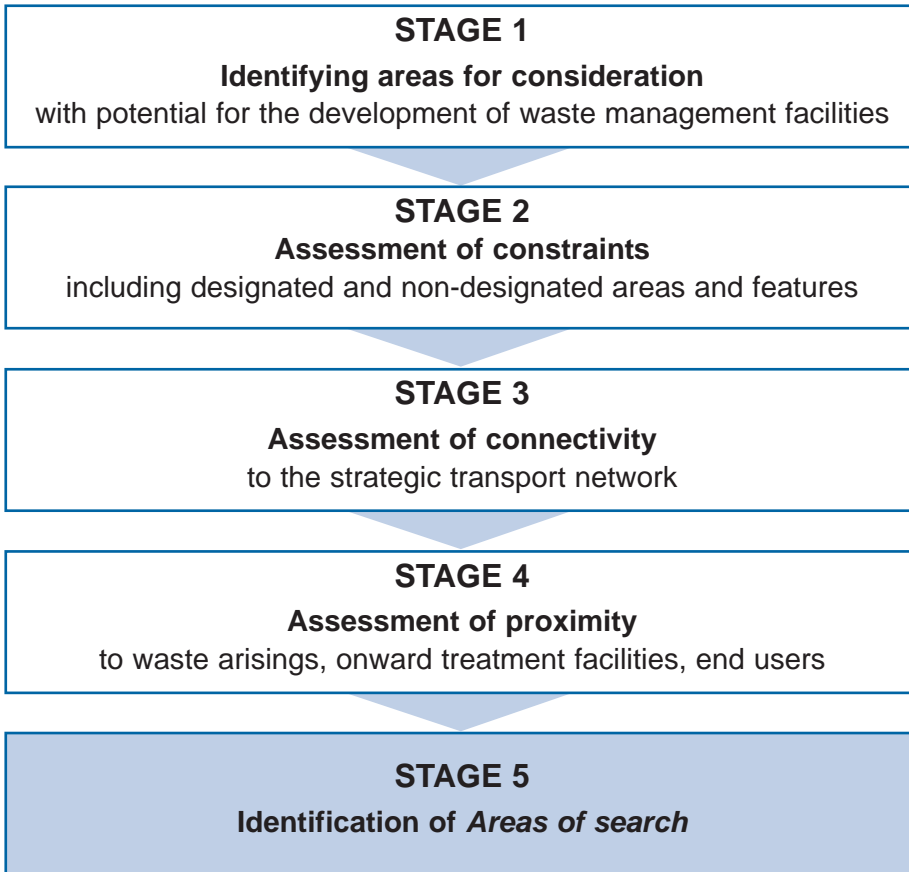 STAGE 1
Identifying areas for consideration
with potential for the development of waste management facilities
STAGE 2
Assessment of constraints
including designated and non-designated areas and features
STAGE 3
Assessment of connectivity
to the strategic transport network
STAGE 4
Assessment of proximity
to waste arisings, onward treatment facilities, end users
STAGE 5
Identification of Areas of search